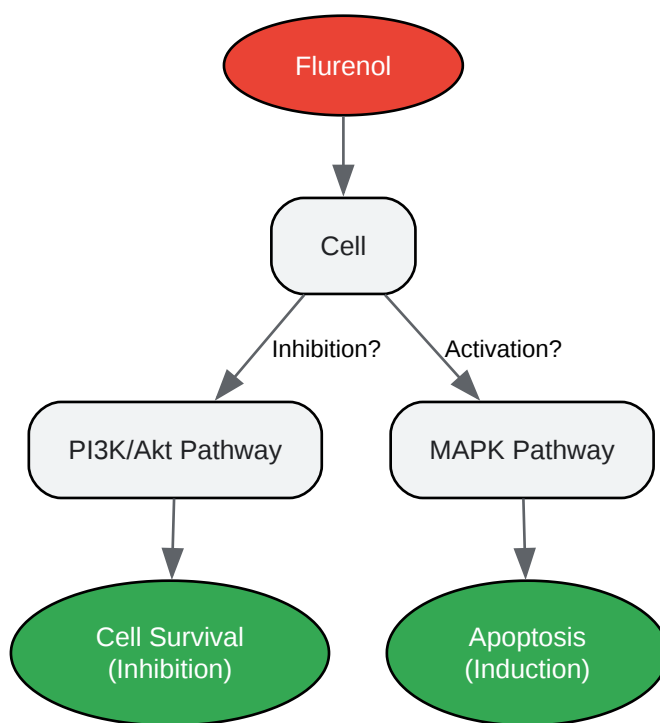 Flurenol
Cell
Inhibition?
Activation?
PI3K/Akt Pathway
MAPK Pathway
Cell Survival
(Inhibition)
Apoptosis
(Induction)